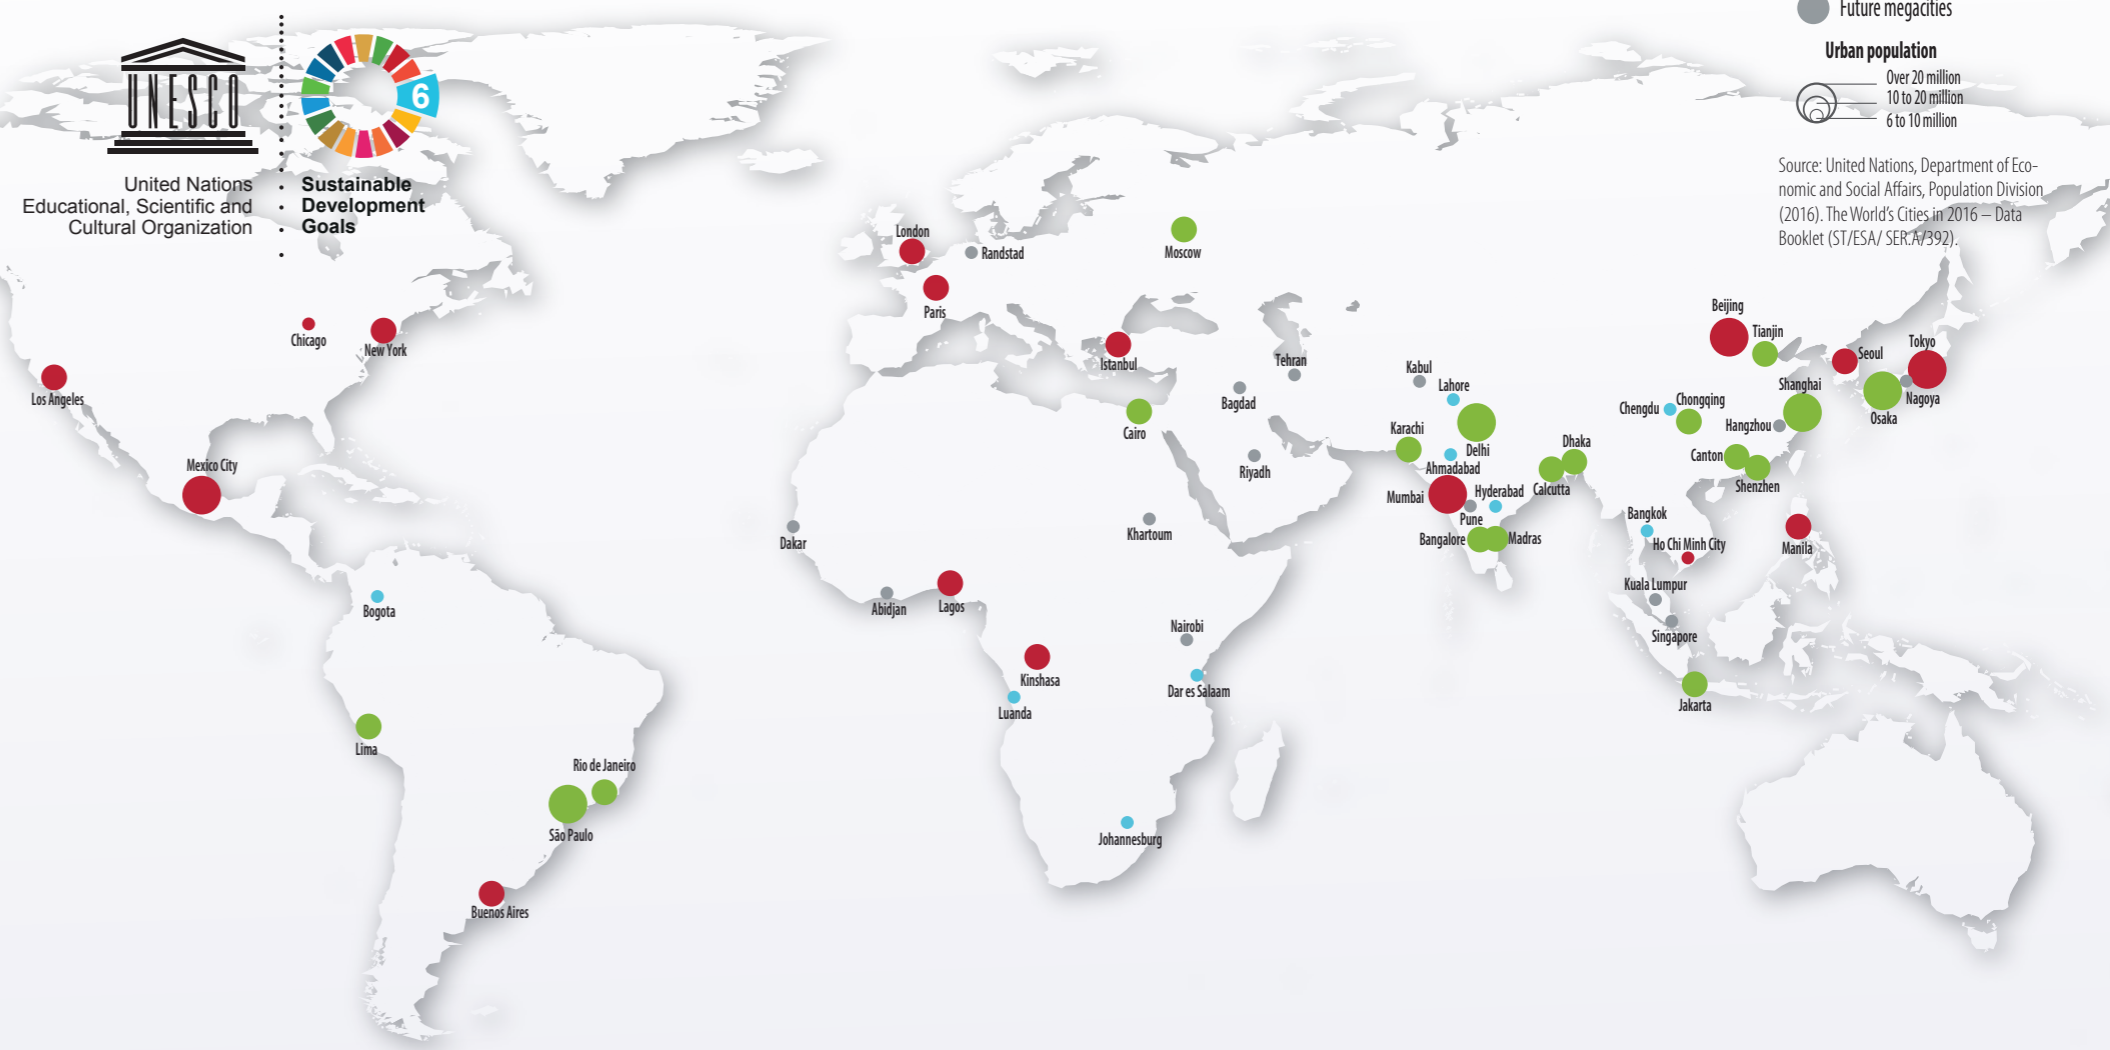 UNESCO
6
United Nations
Educational, Scientific and
Cultural Organization
Sustainable
Development
Goals
Future megacities
Urban population
Over 20 million
10 to 20 million
6 to 10 million
Source: United Nations, Department of Eco-
nomic and Social Affairs, Population Division
(2016). The World's Cities in 2016 – Data
Booklet (ST/ESA/ SER.A/392).
London
Randstad
Moscow
Paris
Chicago
New York
Istanbul
Los Angeles
Tehran
Bagdad
Kabul
Lahore
Beijing
Tianjin
Seoul
Tokyo
Shanghai
Nagoya
Osaka
Chengdu
Chongqing
Hangzhou
Cairo
Karachi
Delhi
Dhaka
Canton
Shenzhen
Mexico City
Riyadh
Ahmadabad
Calcutta
Mumbai
Hyderabad
Pune
Bangkok
Dakar
Khartoum
Bangalore
Madras
Ho Chi Minh City
Manila
Kuala Lumpur
Bogota
Abidjan
Lagos
Nairobi
Singapore
Kinshasa
Dar es Salaam
Luanda
Jakarta
Lima
Rio de Janeiro
São Paulo
Johannesburg
Buenos Aires